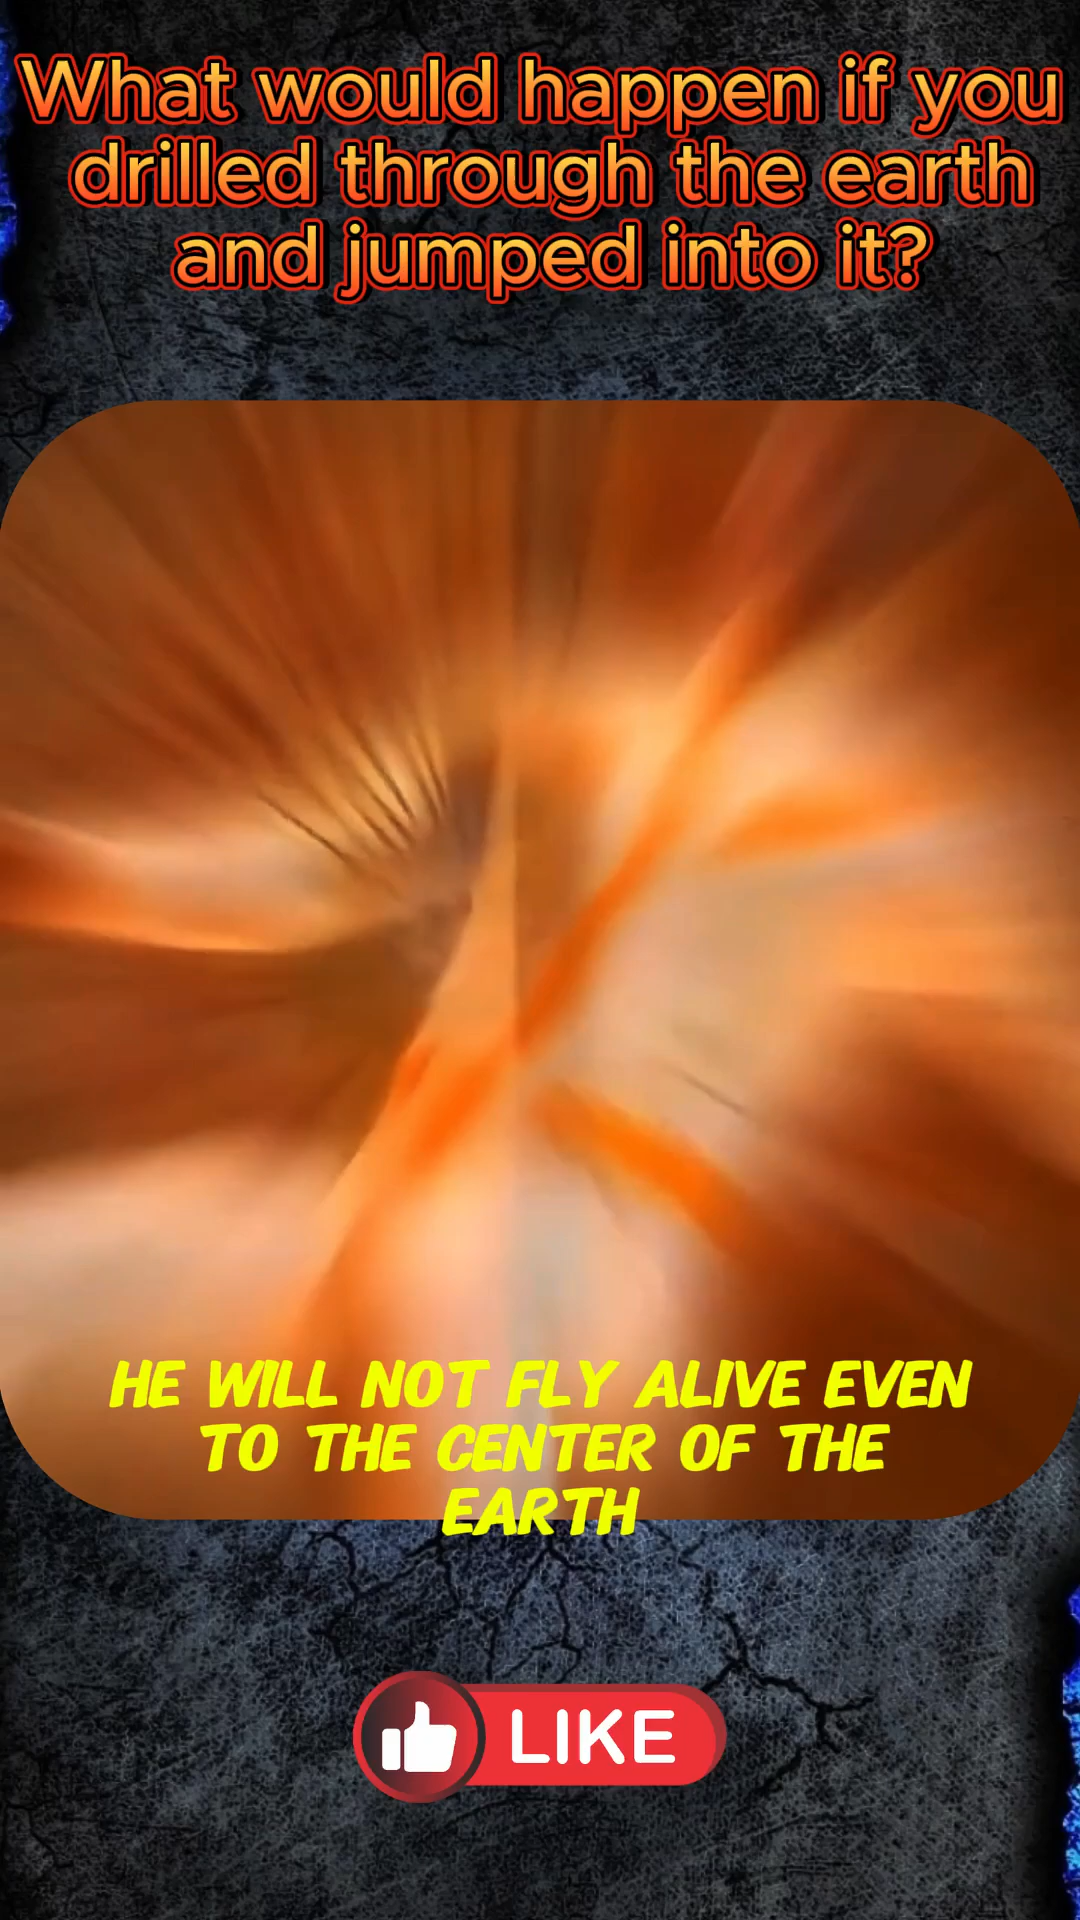 What would happen if you
drilled through the earth
and jumped into it?
HE WILL NOT FLY ALIVE EVEN
TO THE CENTER OF THE
EARTH
LIKE